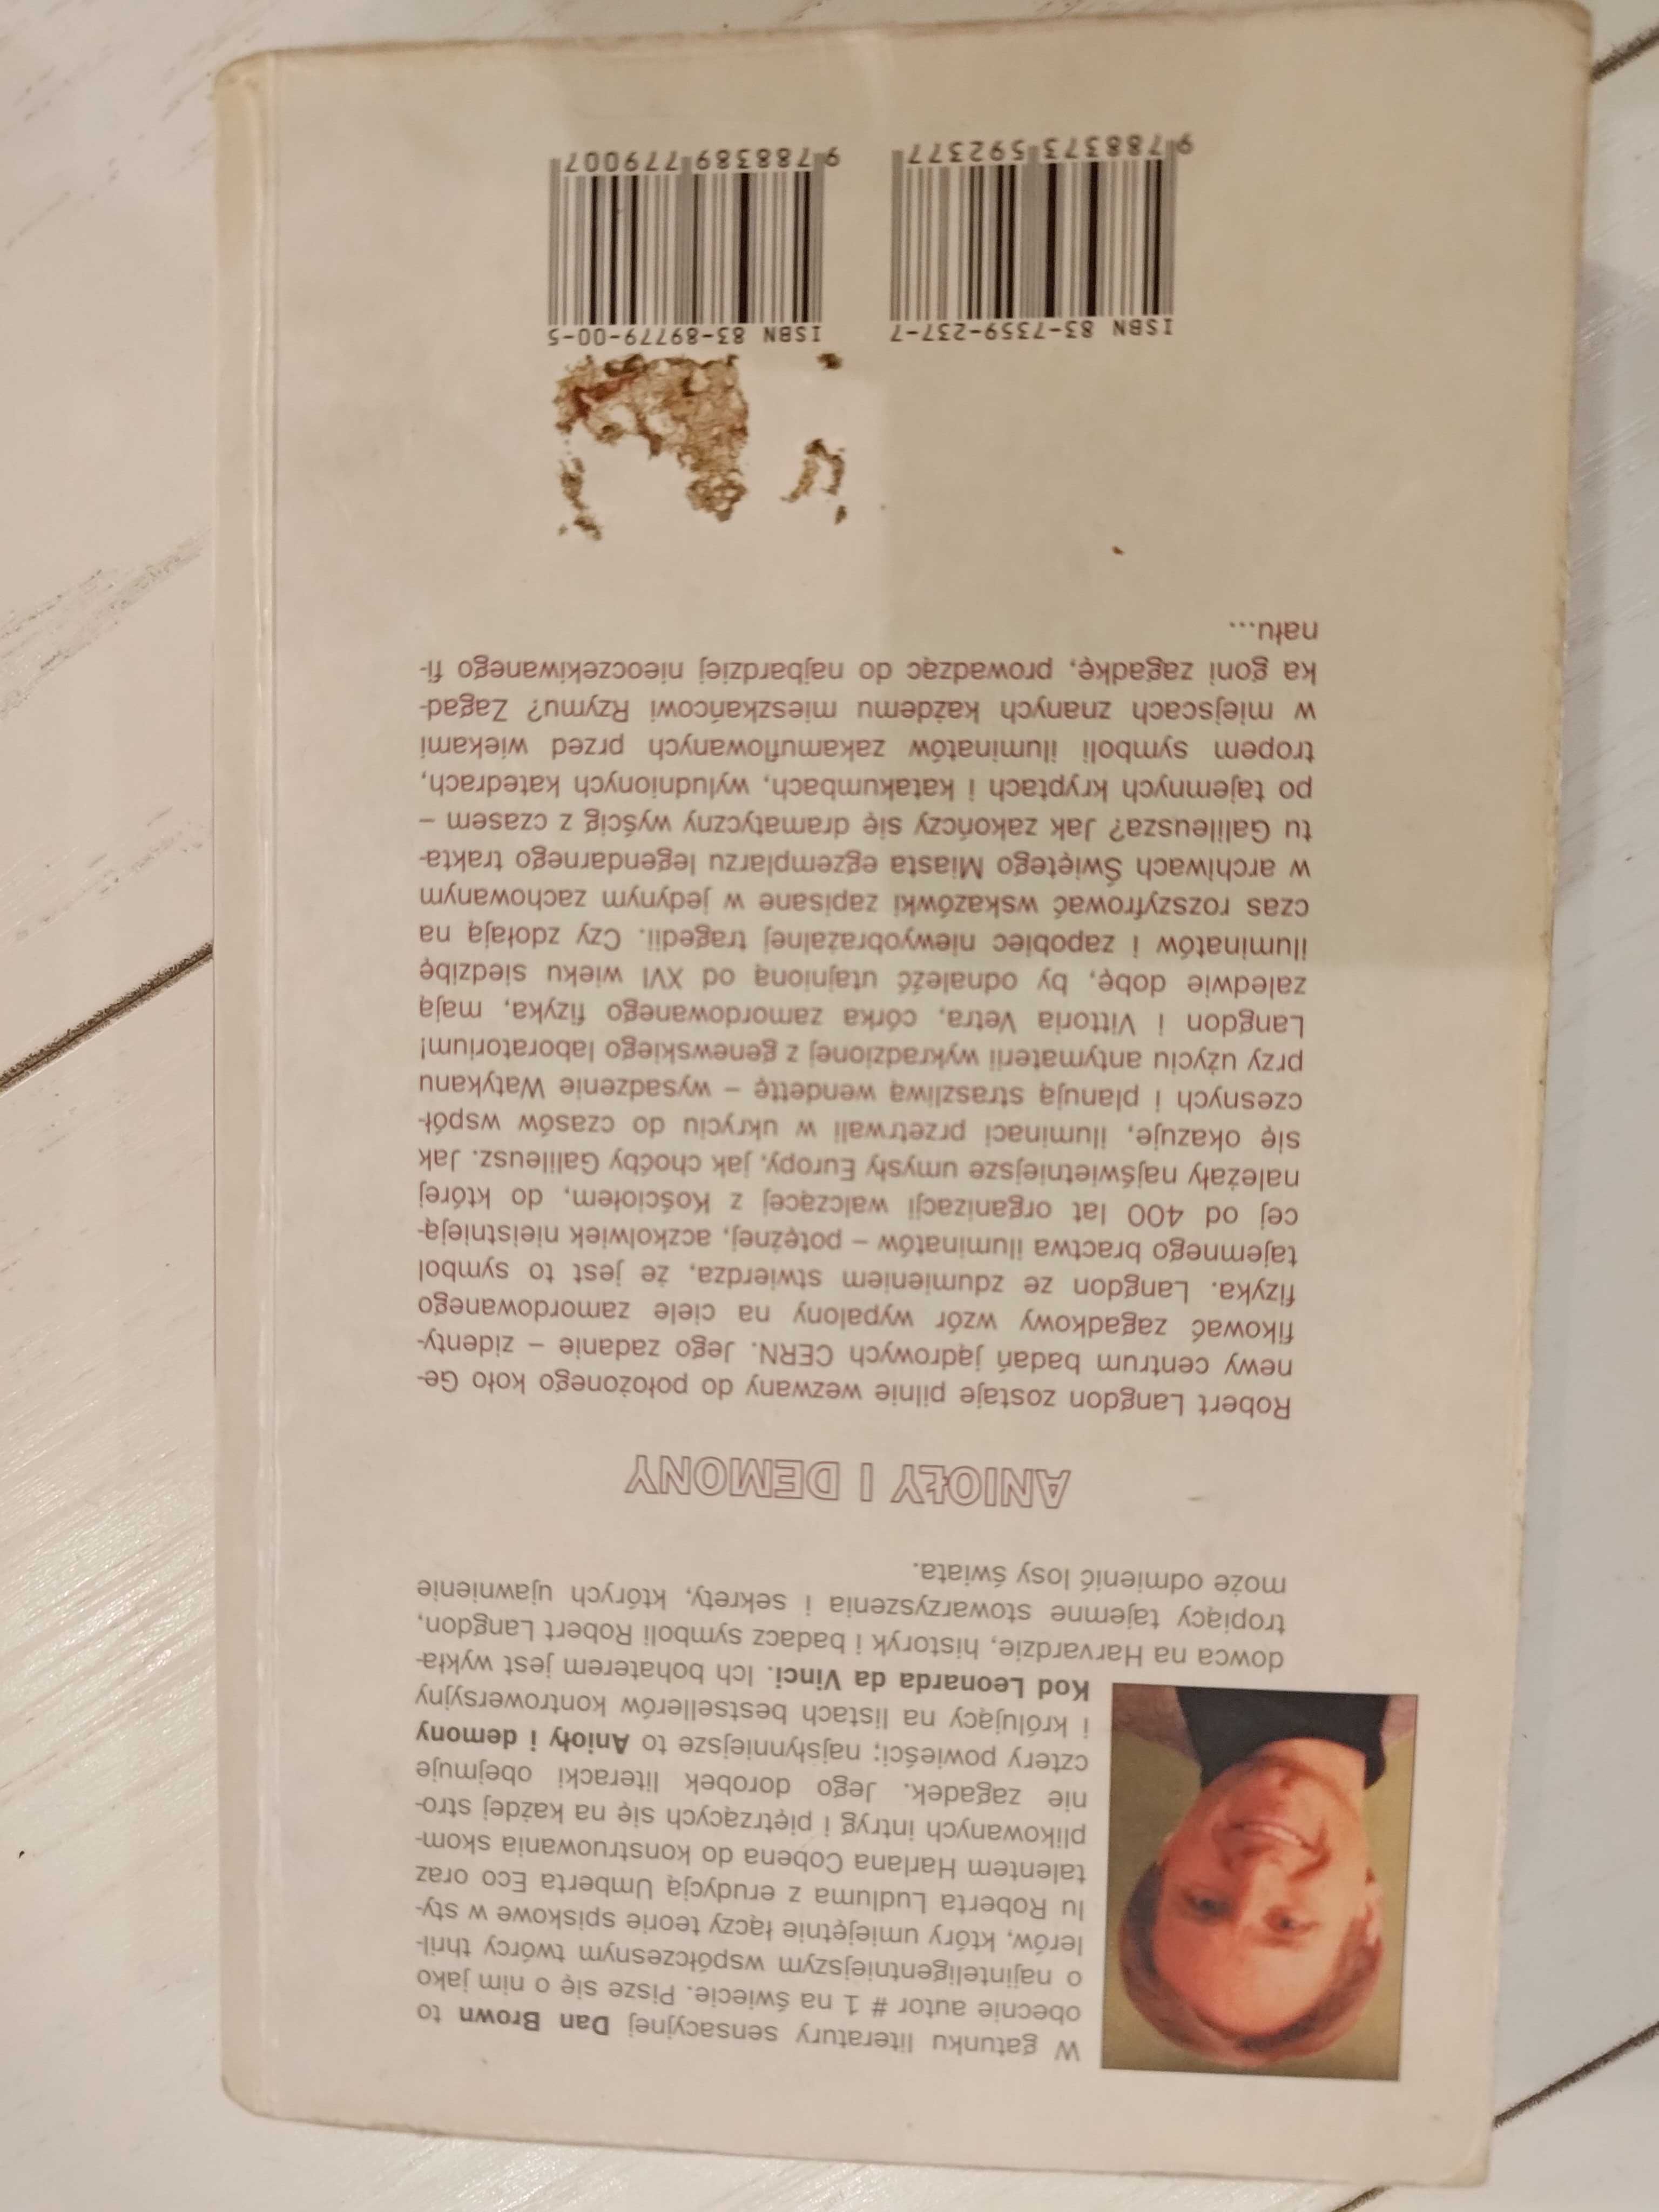 W gatunku literatury sensacyjnej Dan Brown to
obecnie autor # 1 na świecie. Pisze się o nim jako
o najinteligentniejszym współczesnym twórcy thril-
lerów, który umiejętnie łączy teorie spiskowe w sty-
lu Roberta Ludluma z erudycją Umberta Eco oraz
talentem Harlana Cobena do konstruowania skom-
plikowanych intryg i piętrzących się na każdej stro-
nie zagadek. Jego dorobek literacki obejmuje
cztery powieści; najsłynniejsze to Anioły i demony
i królujący na listach bestsellerów kontrowersyjny
Kod Leonarda da Vinci. Ich bohaterem jest wykła-
dowca na Harvardzie, historyk i badacz symboli Robert Langdon,
tropiący tajemne stowarzyszenia i sekrety, których ujawnienie
może odmienić losy świata.
ANIOŁY I DEMONY
Robert Langdon zostaje pilnie wezwany do położonego koło Ge-
newy centrum badań jądrowych CERN. Jego zadanie – zidenty-
fikować zagadkowy wzór wypalony na ciele zamordowanego
fizyka. Langdon ze zdumieniem stwierdza, że jest to symbol
tajemnego bractwa iluminatów – potężnej, aczkolwiek nieistnieją-
cej od 400 lat organizacji walczącej z Kościołem, do której
należały najświetniejsze umysły Europy, jak choćby Galileusz. Jak
się okazuje, iluminaci przetrwali w ukryciu do czasów współ-
czesnych i planują straszliwą wendettę – wysadzenie Watykanu
przy użyciu antymaterii wykradzionej z genewskiego laboratorium!
Langdon i Vittoria Vetra, córka zamordowanego fizyka, mają
zaledwie dobę, by odnaleźć utajnioną od XVI wieku siedzibę
iluminatów i zapobiec niewyobrażalnej tragedii. Czy zdołają na
czas rozszyfrować wskazówki zapisane w jedynym zachowanym
w archiwach Świętego Miasta egzemplarzu legendarnego trakta-
tu Galileusza? Jak zakończy się dramatyczny wyścig z czasem –
po tajemnych kryptach i katakumbach, wyludnionych katedrach,
tropem symboli iluminatów zakamuflowanych przed wiekami
w miejscach znanych każdemu mieszkańcowi Rzymu? Zagad-
ka goni zagadkę, prowadząc do najbardziej nieoczekiwanego fi-
nału...
ISBN 83-7359-237-7
9 788373 592377
ISBN 83-89779-00-5
9 788389 779007